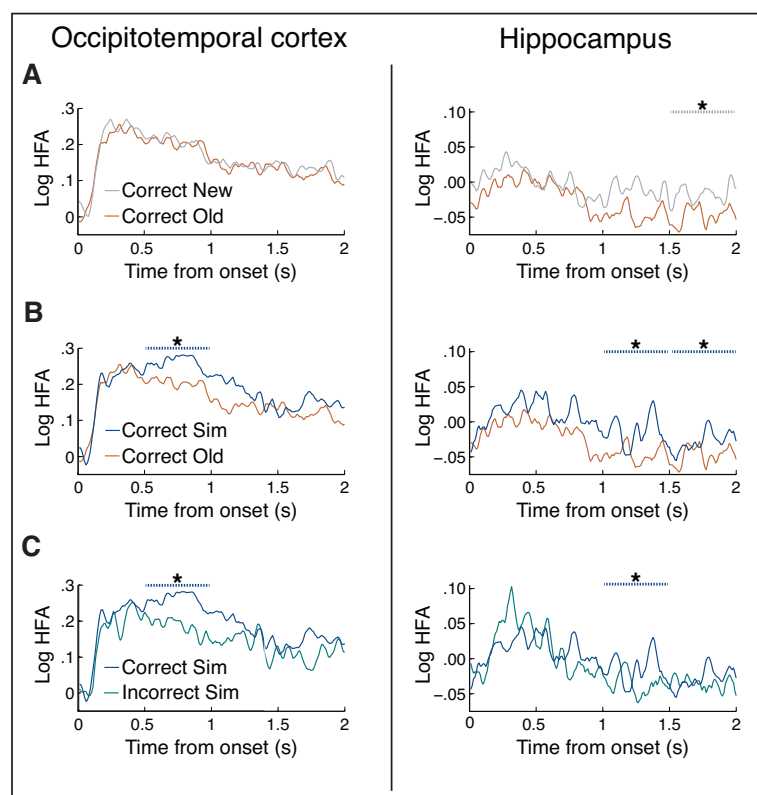 Occipitotemporal cortex
Hippocampus
A
Log HFA
.3
.2
.1
0
Correct New
Correct Old
0 0.5 1 1.5 2
Time from onset (s)
Log HFA
.10
.05
.00
−.05
*
0 0.5 1 1.5 2
Time from onset (s)
B
Log HFA
.3
.2
.1
0
*
Correct Sim
Correct Old
0 0.5 1 1.5 2
Time from onset (s)
Log HFA
.10
.05
.00
−.05
* *
0 0.5 1 1.5 2
Time from onset (s)
C
Log HFA
.3
.2
.1
0
*
Correct Sim
Incorrect Sim
0 0.5 1 1.5 2
Time from onset (s)
Log HFA
.10
.05
.00
−.05
*
0 0.5 1 1.5 2
Time from onset (s)